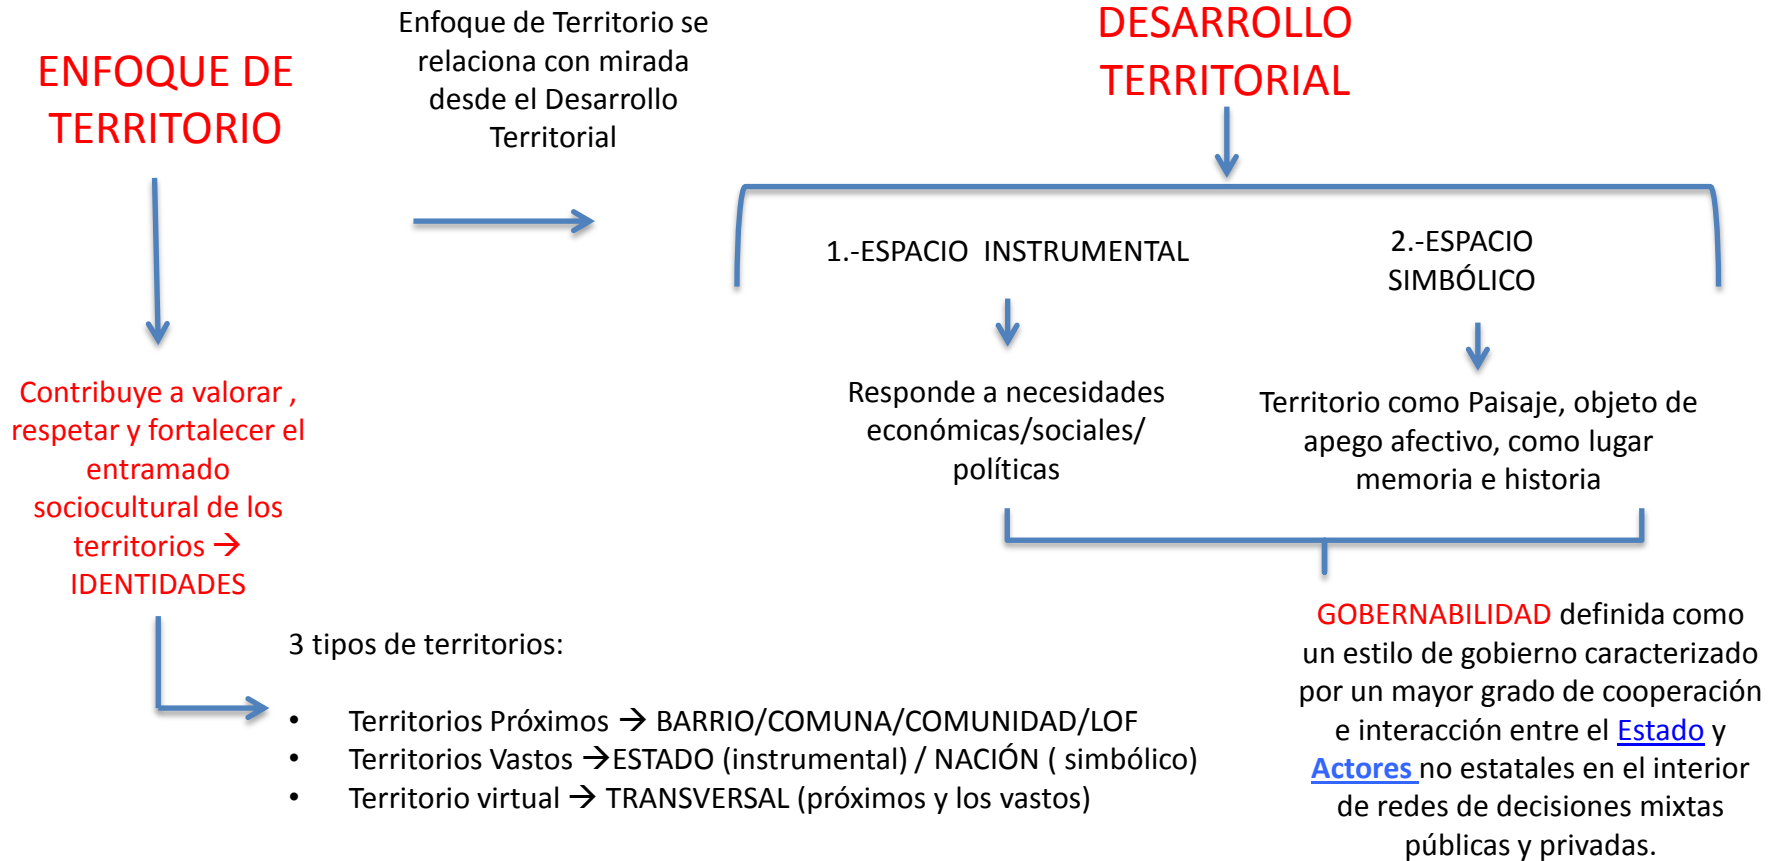 ENFOQUE DE
TERRITORIO
Enfoque de Territorio se
relaciona con mirada
desde el Desarrollo
Territorial
DESARROLLO
TERRITORIAL
1.-ESPACIO  INSTRUMENTAL
2.-ESPACIO
SIMBÓLICO
Contribuye a valorar ,
respetar y fortalecer el
entramado
sociocultural de los
territorios →
IDENTIDADES
Responde a necesidades
económicas/sociales/
políticas
Territorio como Paisaje, objeto de
apego afectivo, como lugar
memoria e historia
3 tipos de territorios:
• Territorios Próximos → BARRIO/COMUNA/COMUNIDAD/LOF
• Territorios Vastos →ESTADO (instrumental) / NACIÓN ( simbólico)
• Territorio virtual → TRANSVERSAL (próximos y los vastos)
GOBERNABILIDAD definida como
un estilo de gobierno caracterizado
por un mayor grado de cooperación
e interacción entre el Estado y
Actores no estatales en el interior
de redes de decisiones mixtas
públicas y privadas.